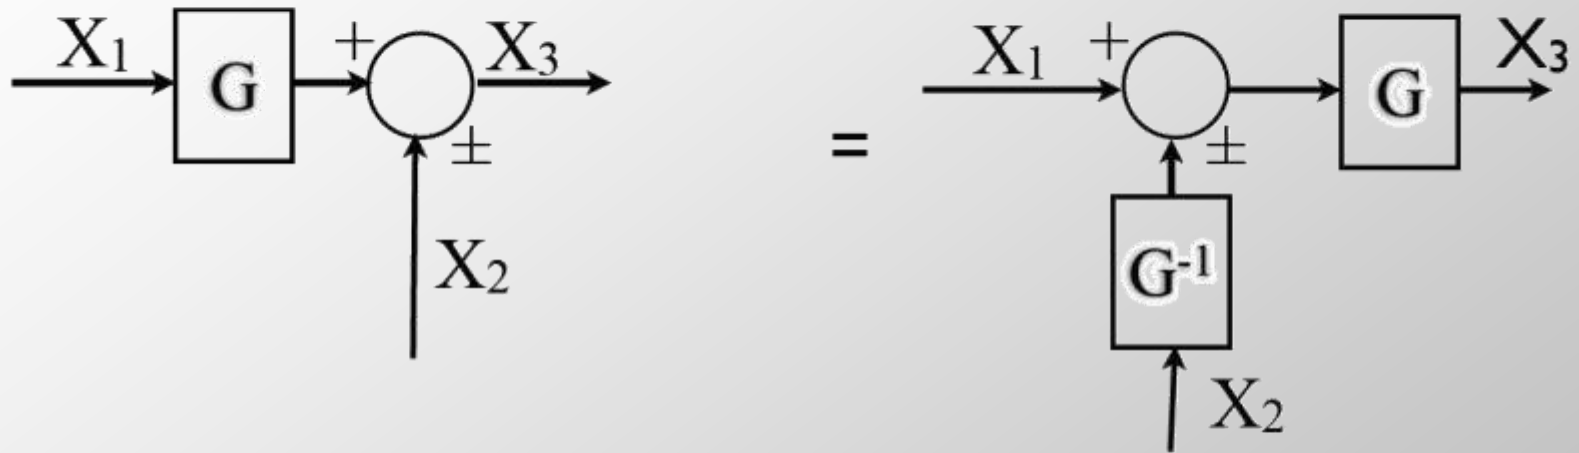 X₁ G + X₃
±
X₂
=
X₁ + G X₃
±
G⁻¹
X₂